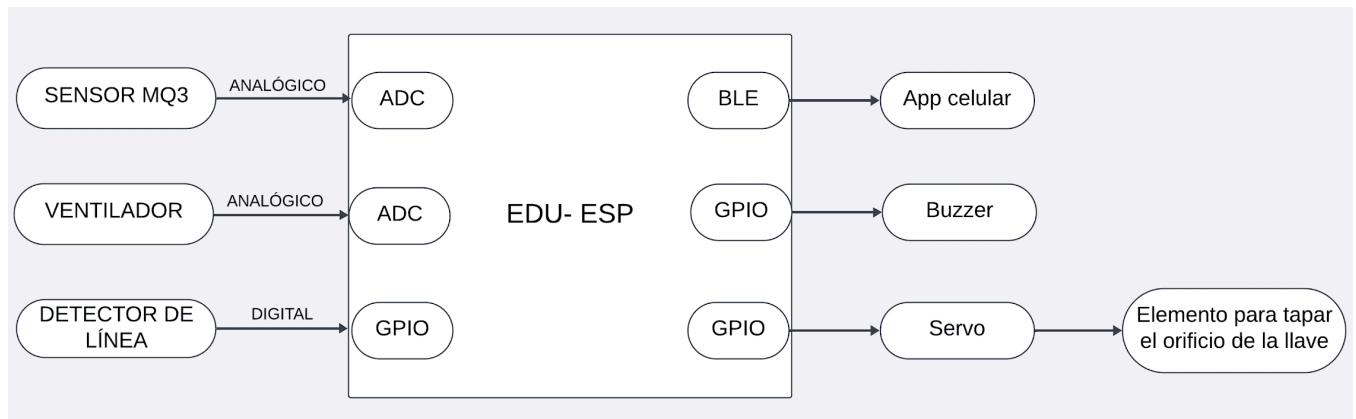 SENSOR MQ3
ANALÓGICO
ADC
BLE
App celular
VENTILADOR
ANALÓGICO
ADC
EDU- ESP
GPIO
Buzzer
DETECTOR DE
LÍNEA
DIGITAL
GPIO
GPIO
Servo
Elemento para tapar
el orificio de la llave